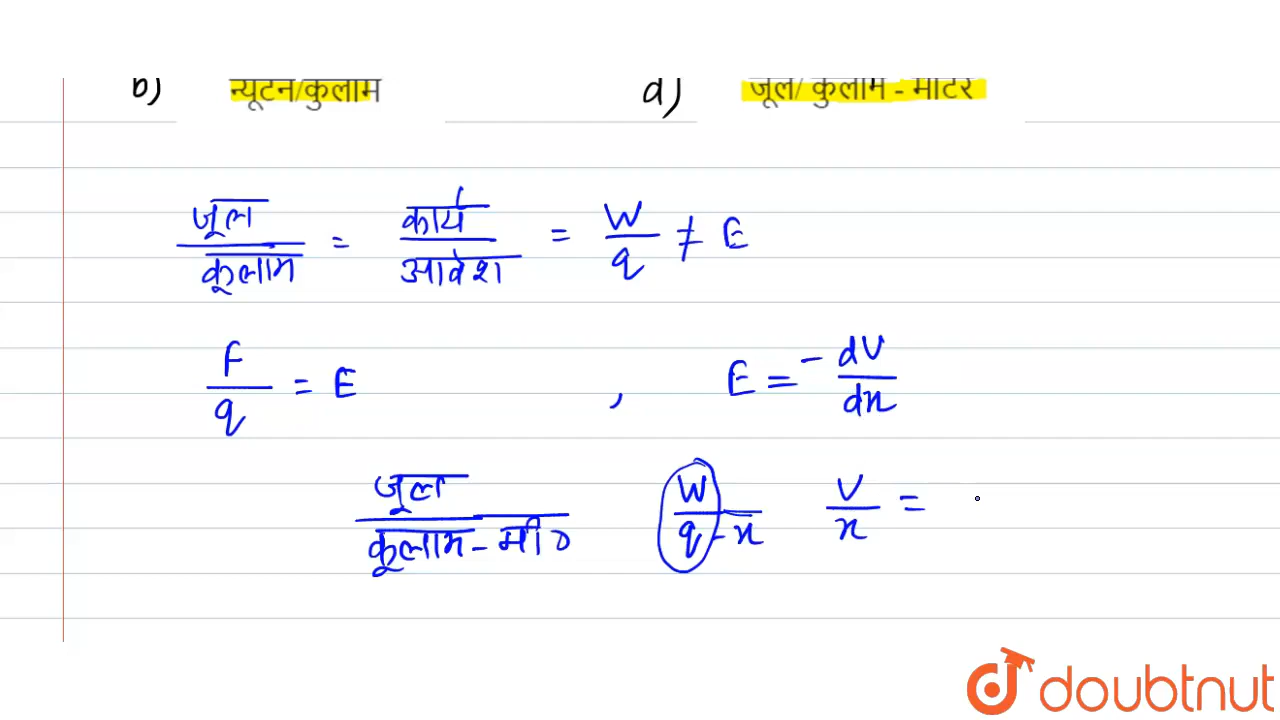 b) न्यूटन/कुलाम d) जूल/ कुलाम - मीटर
जूल/कूलाम = कार्य/आवेश = W/q ≠ E
F/q = E , E = - dV/dx
जूल/कूलाम - मी० W/q - x V/x =
doubtnut